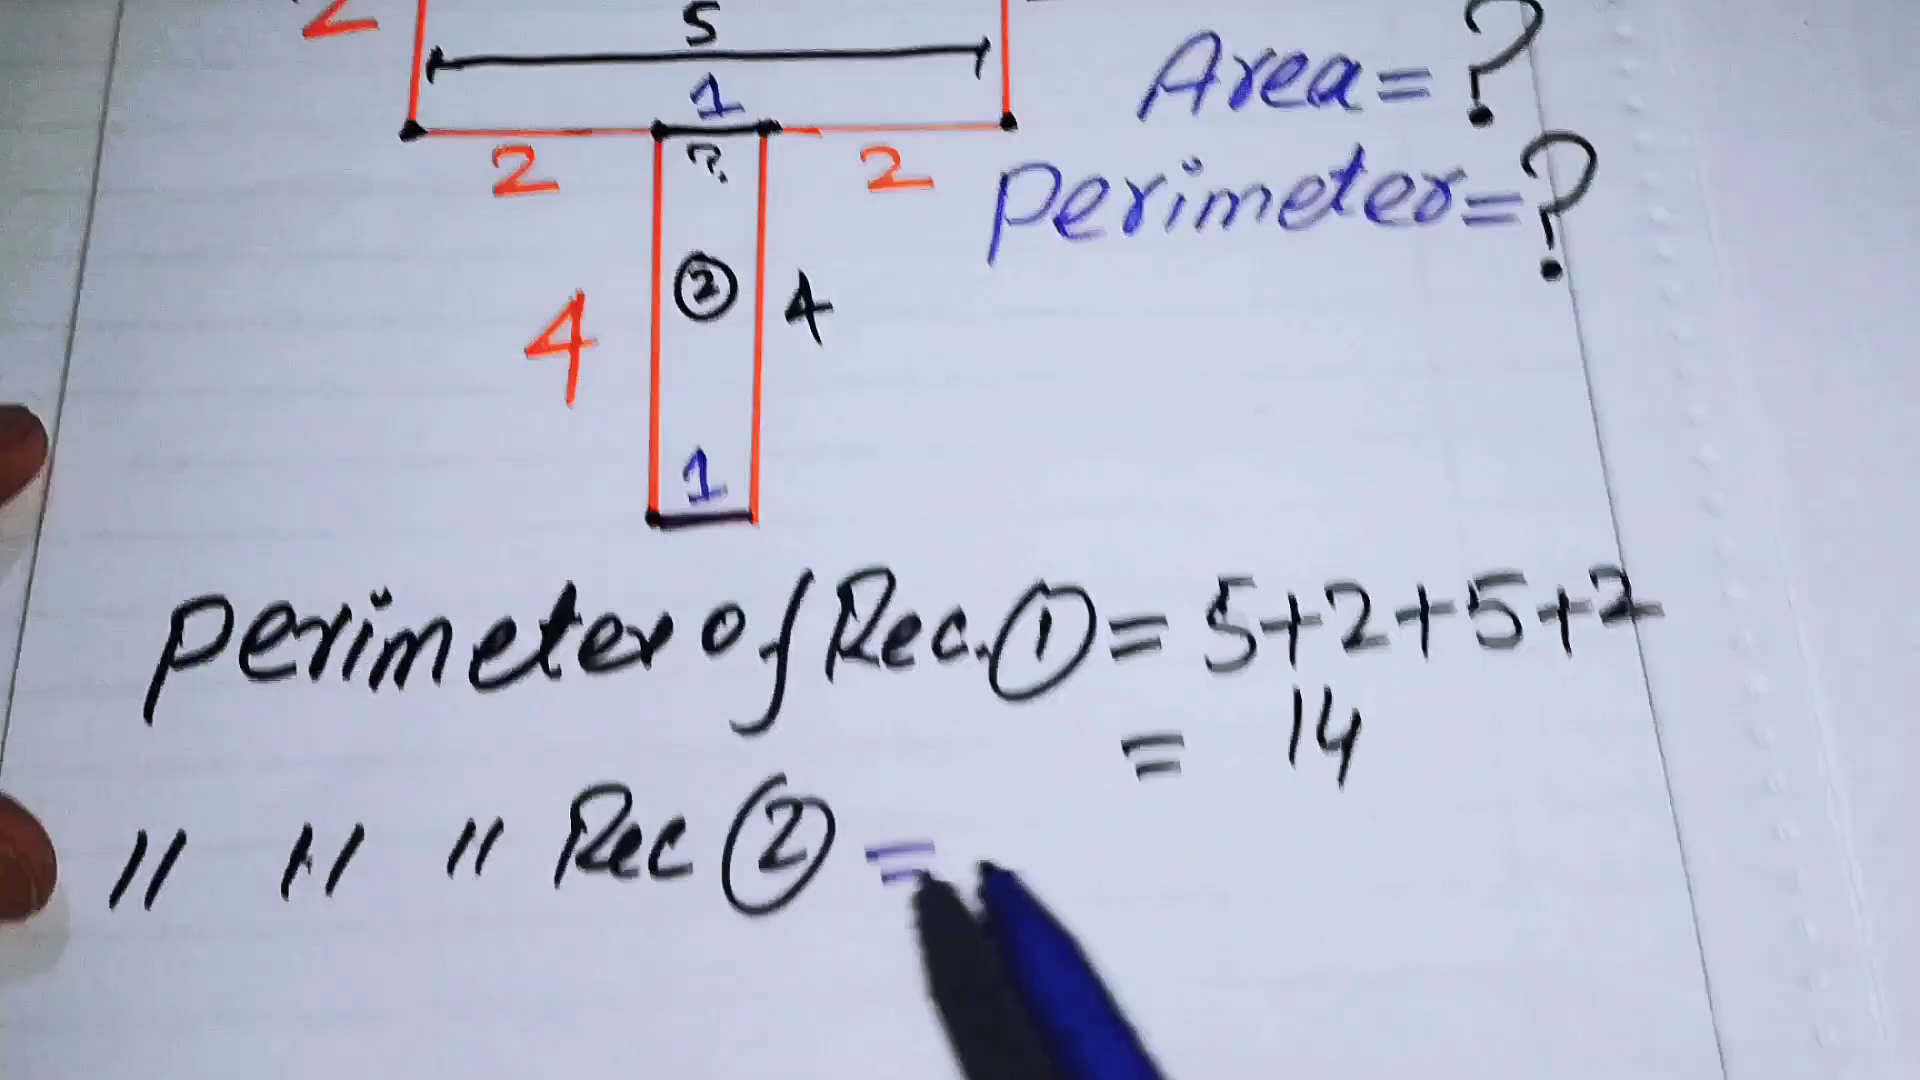 2
5
1
Area = ?
2 ? 2
Perimeter = ?
②
4 4
1
Perimeter of Rec. ① = 5+2+5+2
= 14
〃 〃 〃 Rec ② =